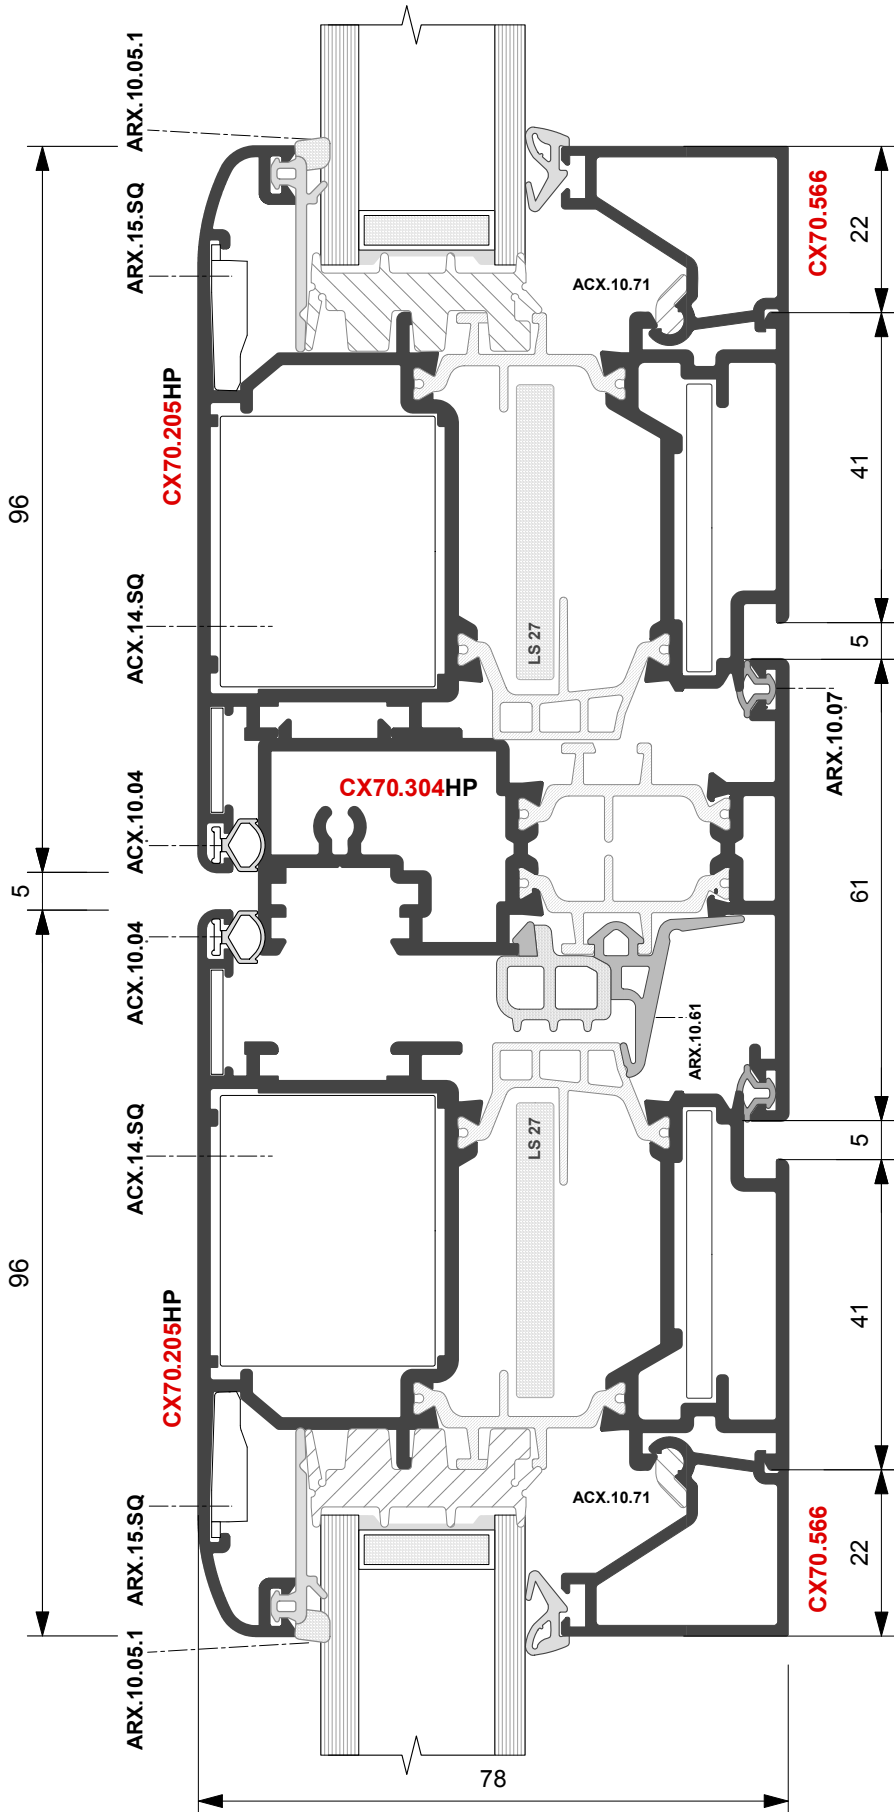 ARX.10.05.1
ARX.15.SQ
CX70.566
22
ACX.10.71
CX70.205HP
96
41
ACX.14.SQ
LS 27
5
ARX.10.07
CX70.304HP
ACX.10.04
5
61
ACX.10.04
ARX.10.61
ACX.14.SQ
LS 27
5
96
CX70.205HP
41
ACX.10.71
ARX.15.SQ
CX70.566
22
ARX.10.05.1
78